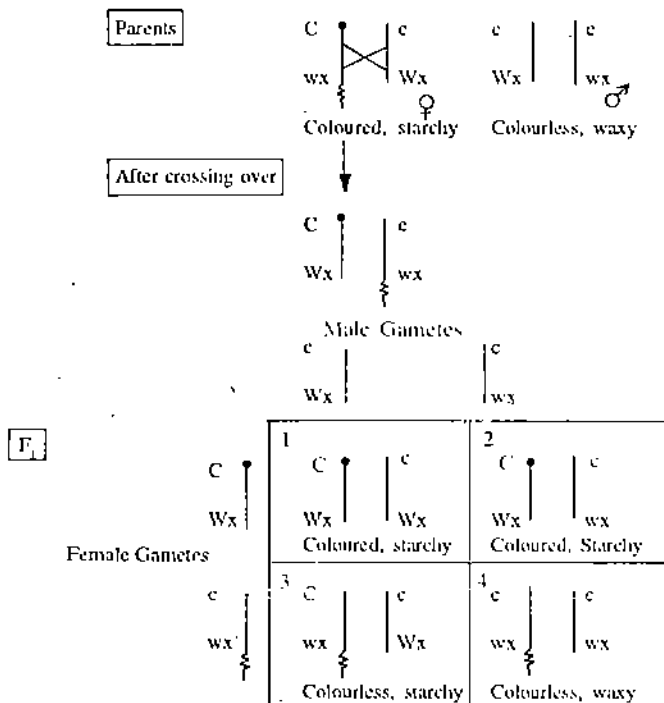 Parents
C c c c
wx Wx Wx wx
♀ ♂
Coloured, starchy Colourless, waxy
After crossing over
C c
Wx wx
Male Gametes
c c
Wx wx
F₁
1 2
C C c C c
Wx Wx Wx Wx wx
Coloured, starchy Coloured, Starchy
Female Gametes
3 4
c C c c c
wx' wx Wx wx wx
Colourless, starchy Colourless, waxy